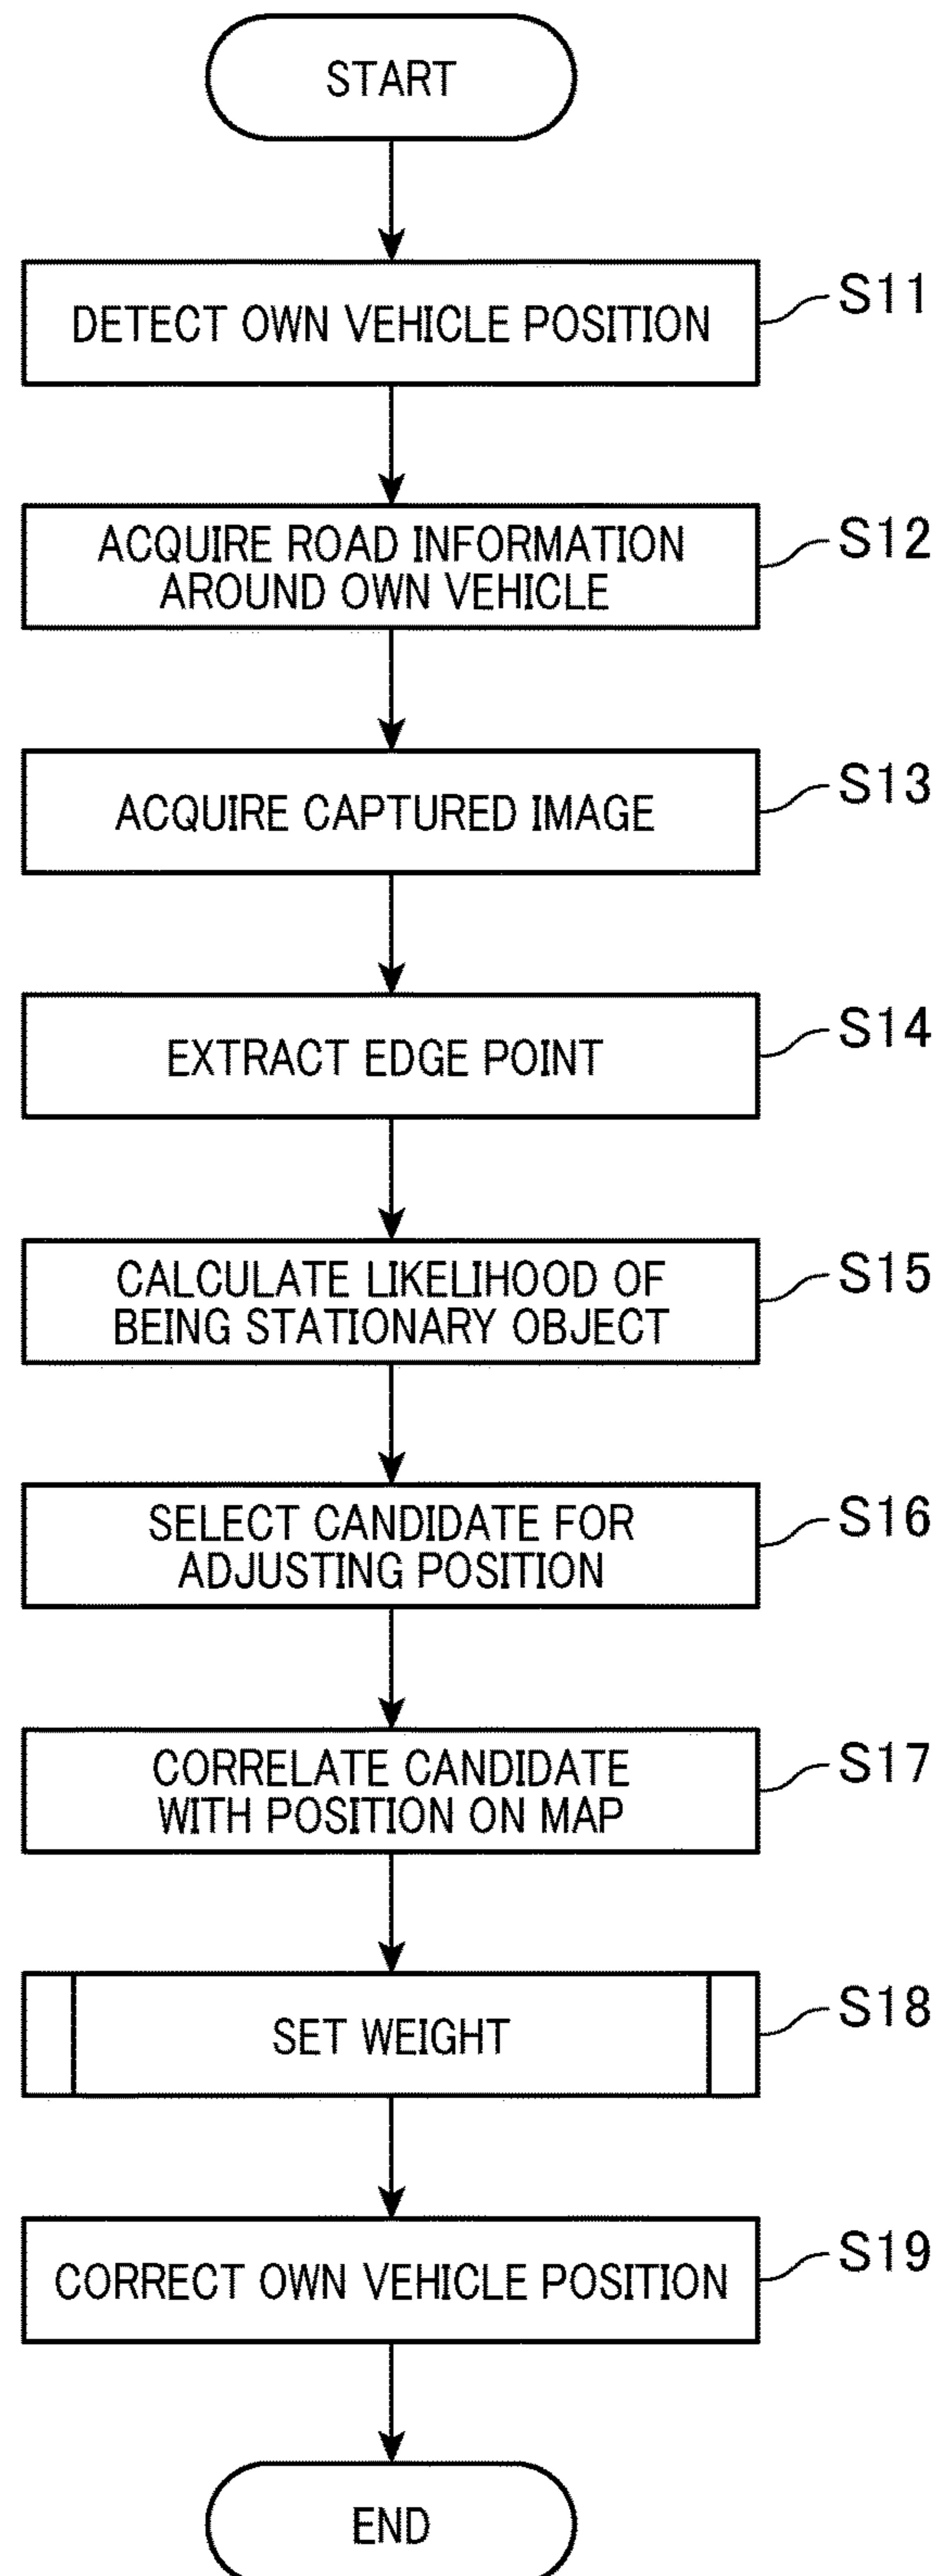 START
DETECT OWN VEHICLE POSITION
S11
ACQUIRE ROAD INFORMATION
AROUND OWN VEHICLE
S12
ACQUIRE CAPTURED IMAGE
S13
EXTRACT EDGE POINT
S14
CALCULATE LIKELIHOOD OF
BEING STATIONARY OBJECT
S15
SELECT CANDIDATE FOR
ADJUSTING POSITION
S16
CORRELATE CANDIDATE
WITH POSITION ON MAP
S17
SET WEIGHT
S18
CORRECT OWN VEHICLE POSITION
S19
END